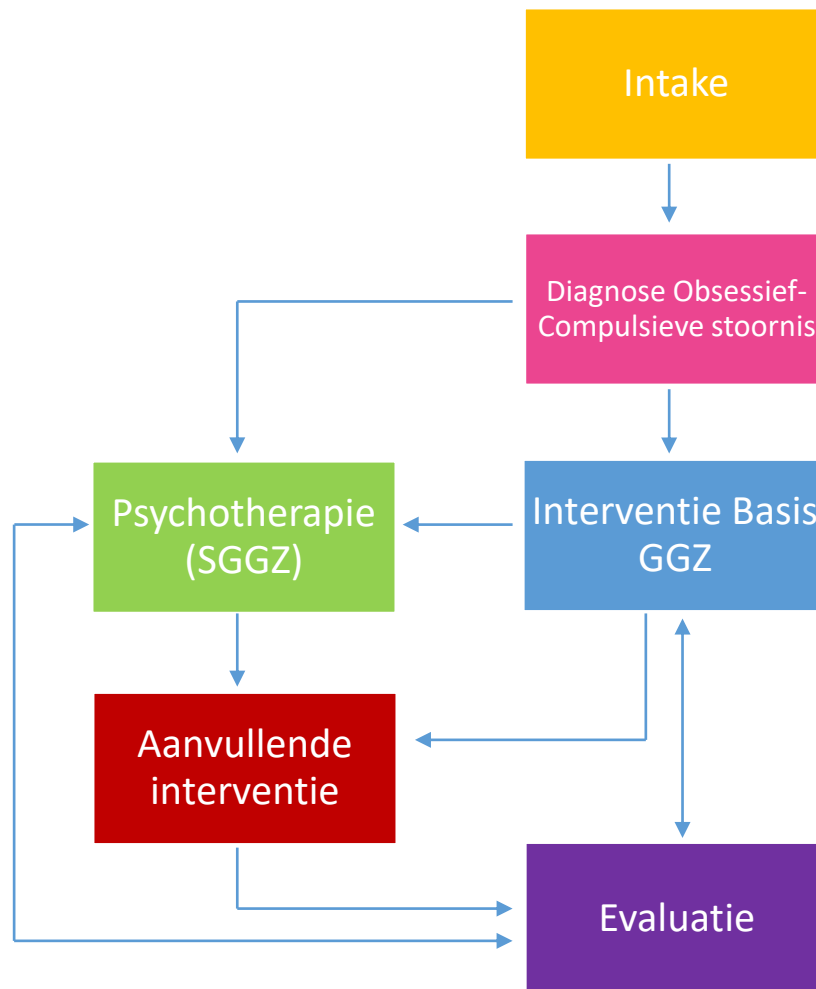 Intake
Diagnose Obsessief-
Compulsieve stoornis
Psychotherapie
(SGGZ)
Interventie Basis
GGZ
Aanvullende
interventie
Evaluatie